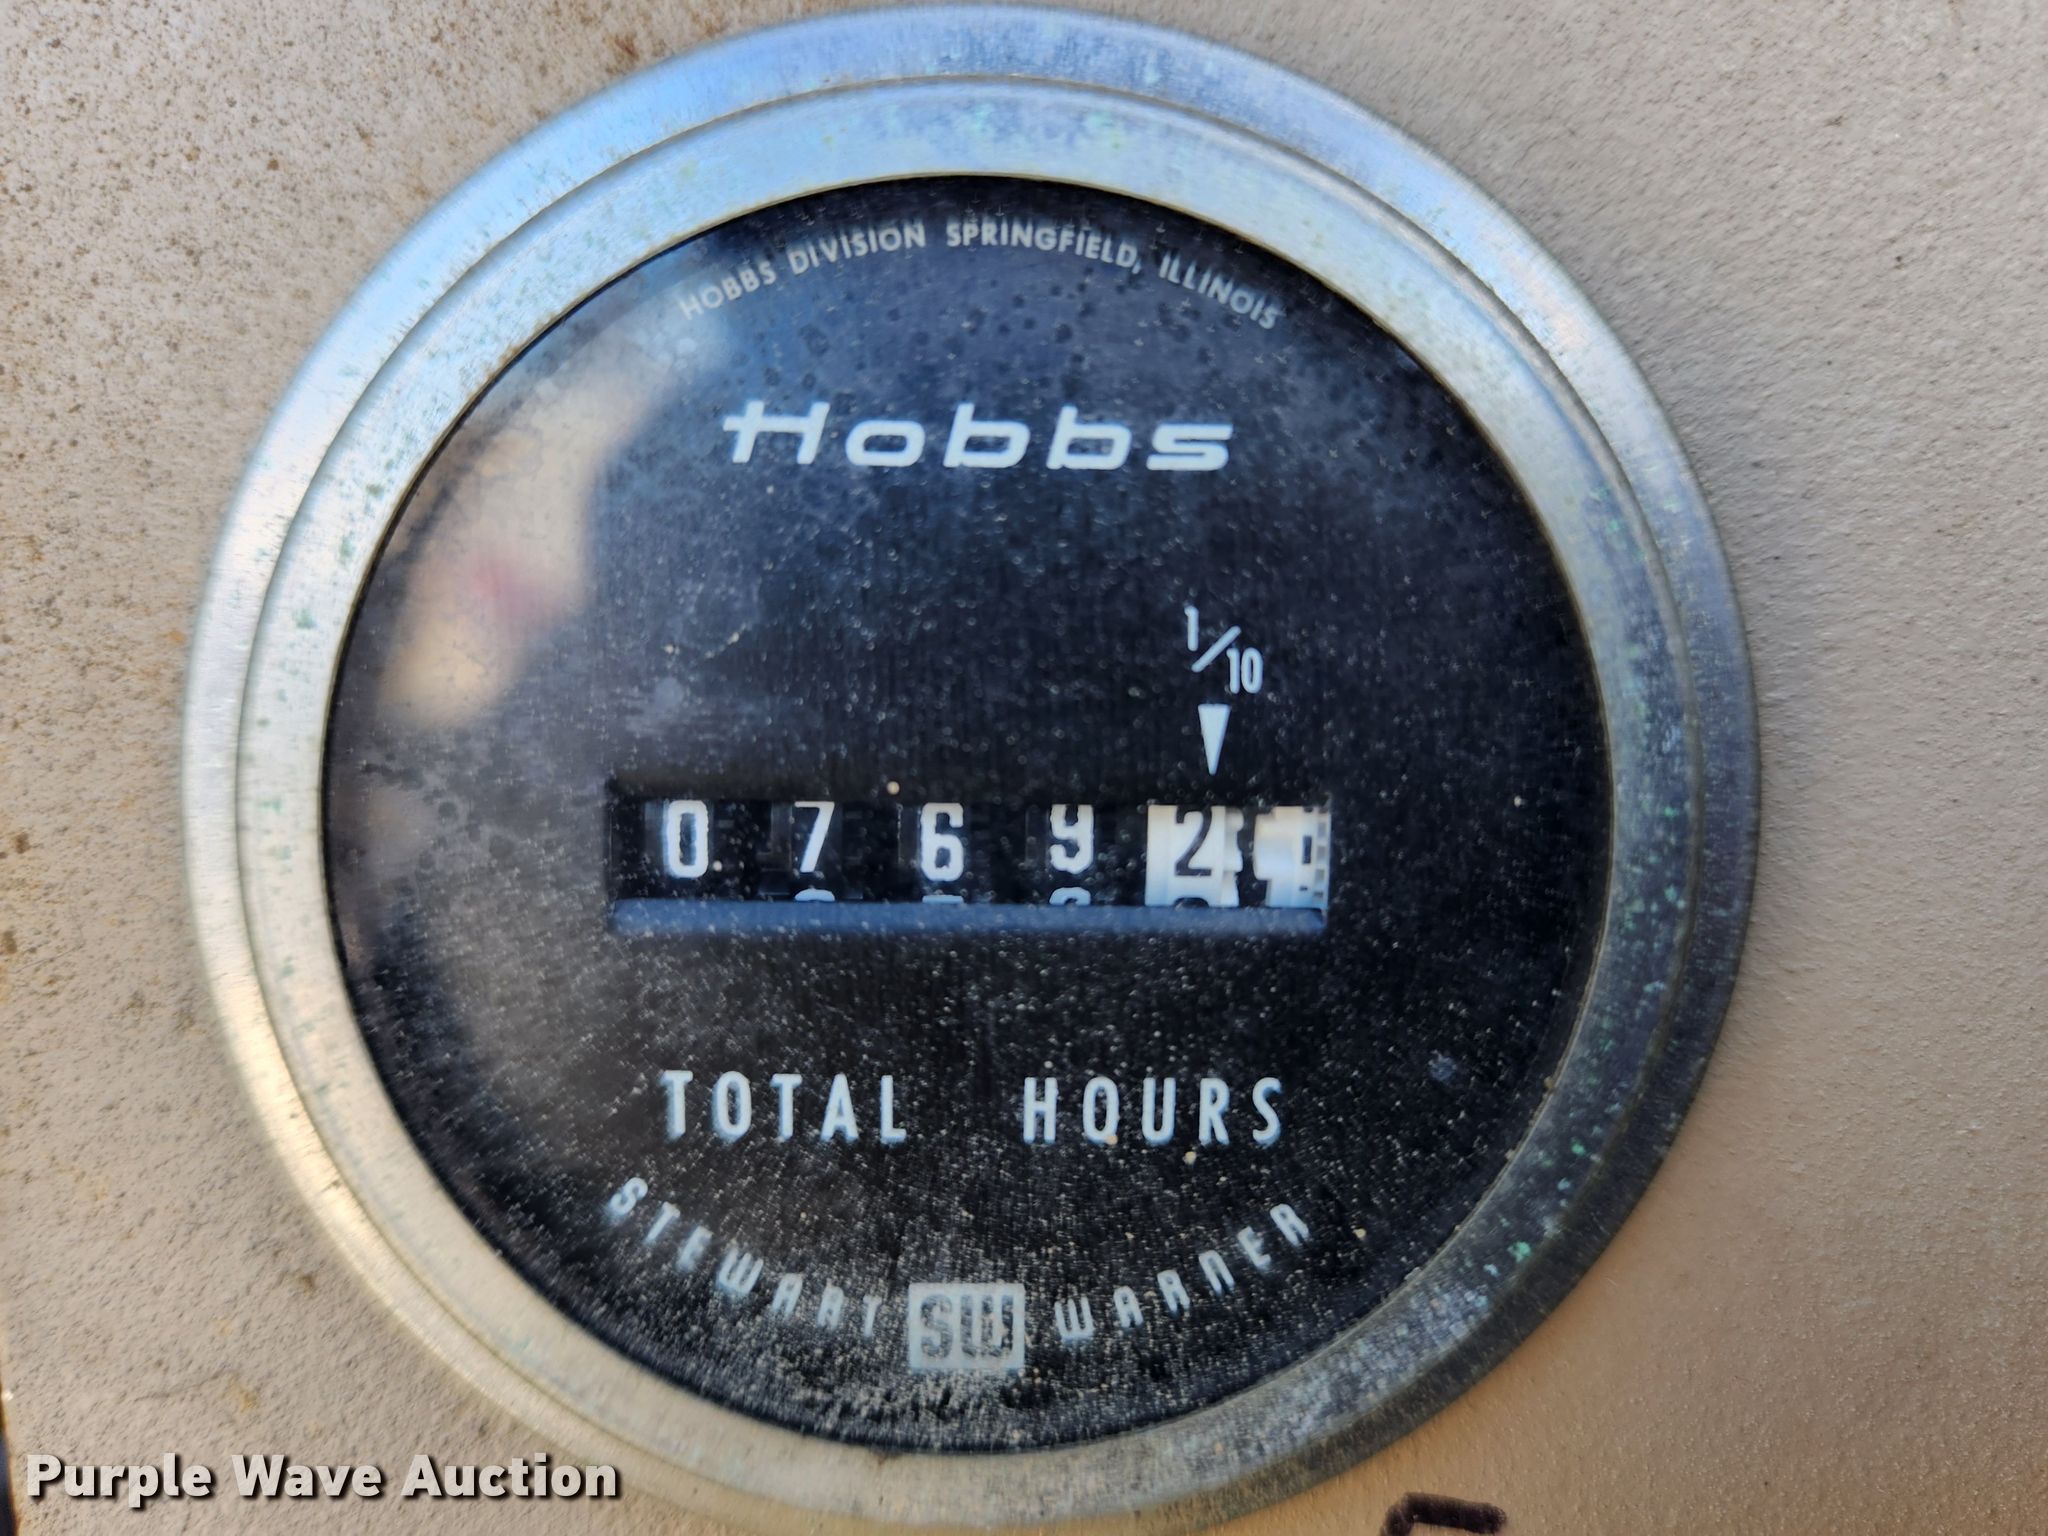 HOBBS DIVISION SPRINGFIELD, ILLINOIS
Hobbs
1/10
0 7 6 9 2
TOTAL HOURS
STEWART SW WARNER
Purple Wave Auction